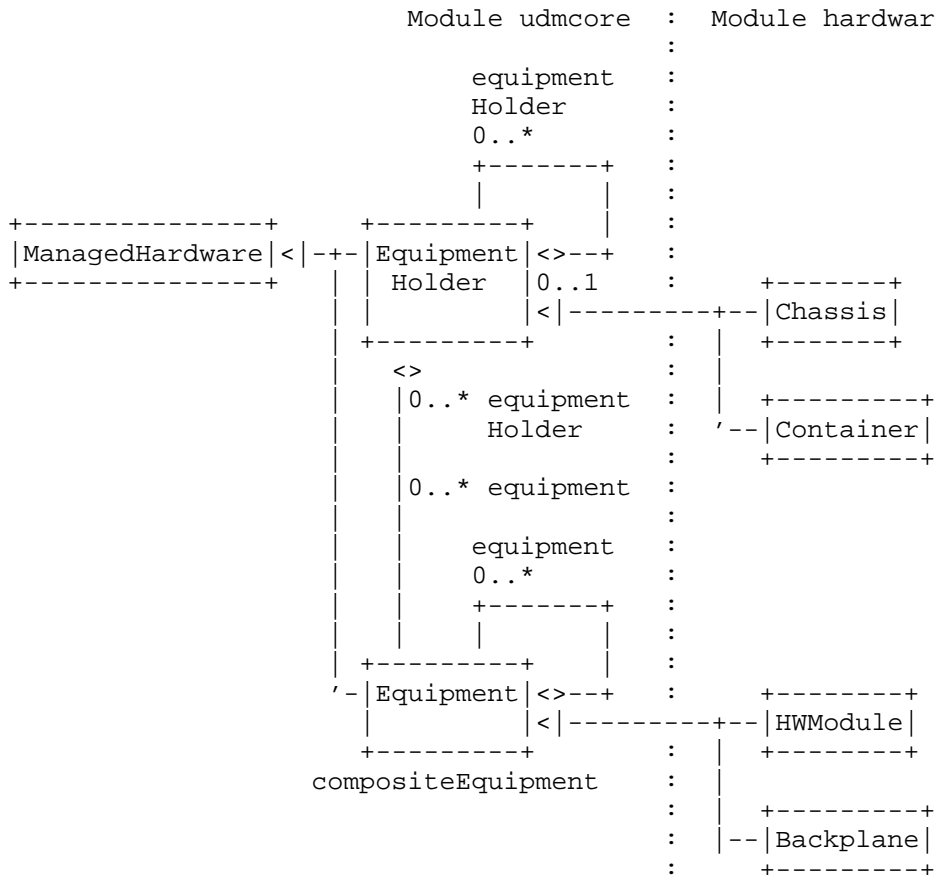 Module udmcore : Module hardwar
equipment
Holder
0..*
ManagedHardware
Equipment
Holder
0..1
Chassis
0..* equipment
Holder
Container
0..* equipment
equipment
0..*
Equipment
HWModule
compositeEquipment
Backplane